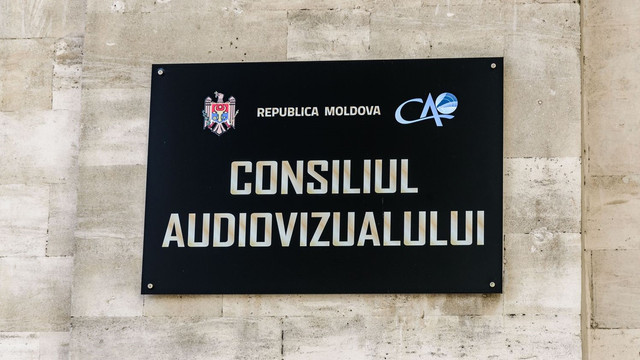 REPUBLICA MOLDOVA
CA
CONSILIUL
AUDIOVIZUALULUI